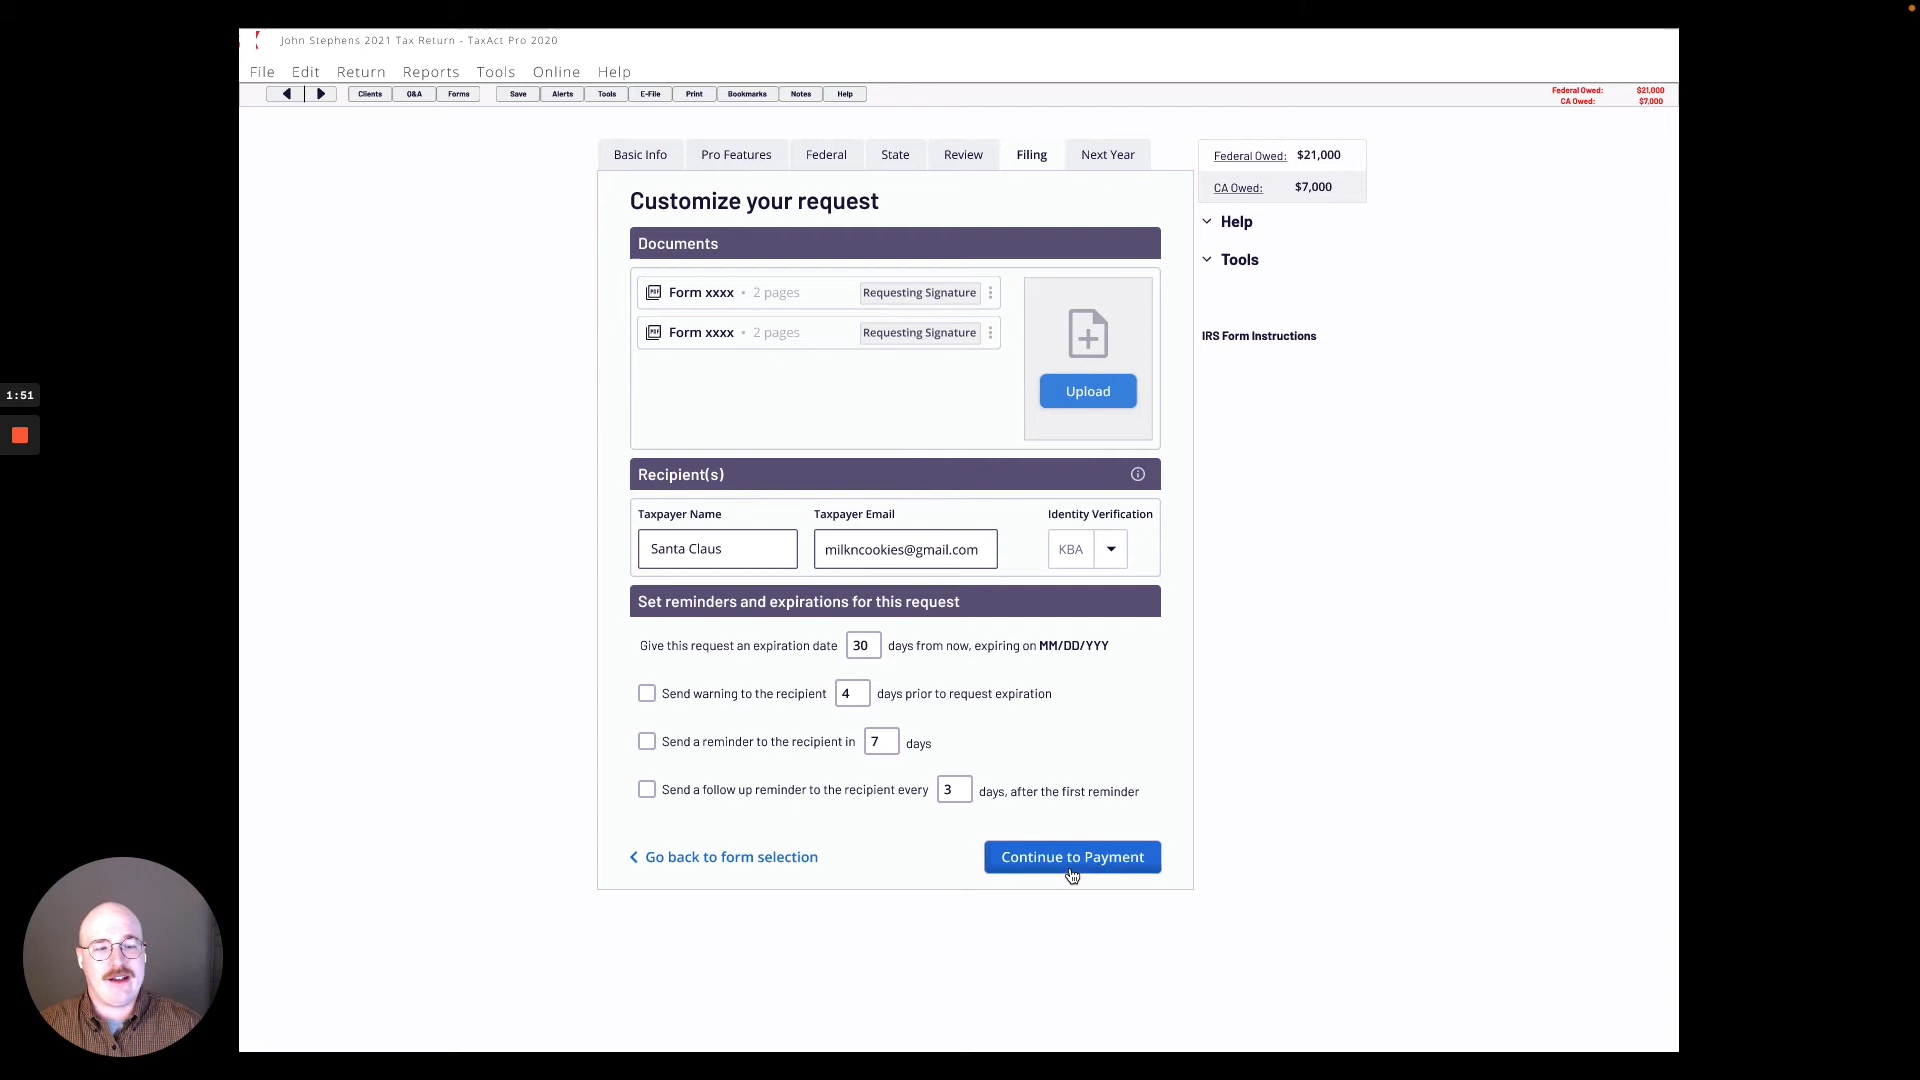 John Stephens 2021 Tax Return - TaxAct Pro 2020
File Edit Return Reports Tools Online Help
Clients Q&A Forms Save Alerts Tools E-File Print Bookmarks Notes Help
Federal Owed: $21,000
CA Owed: $7,000
Basic Info Pro Features Federal State Review Filing Next Year
Federal Owed: $21,000
CA Owed: $7,000
Help
Tools
IRS Form Instructions
Customize your request
Documents
PDF Form xxxx • 2 pages Requesting Signature
PDF Form xxxx • 2 pages Requesting Signature
Upload
Recipient(s)
Taxpayer Name Taxpayer Email Identity Verification
Santa Claus milkncookies@gmail.com KBA
Set reminders and expirations for this request
Give this request an expiration date 30 days from now, expiring on MM/DD/YYY
Send warning to the recipient 4 days prior to request expiration
Send a reminder to the recipient in 7 days
Send a follow up reminder to the recipient every 3 days, after the first reminder
Go back to form selection Continue to Payment
1:51